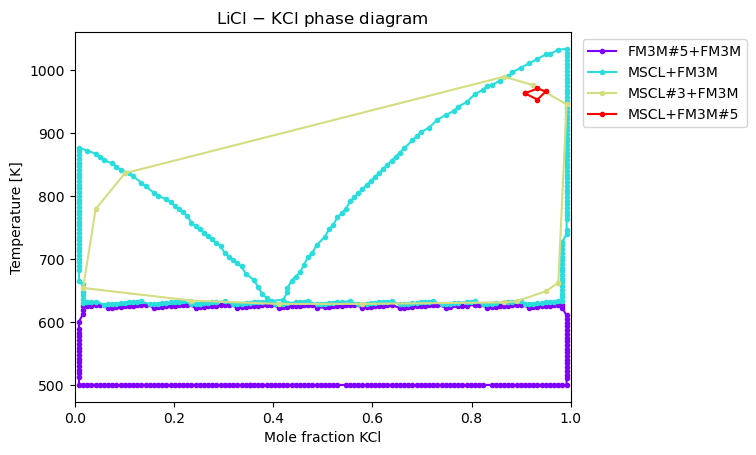 LiCl − KCl phase diagram
1000
900
800
700
600
500
Temperature [K]
0.0
0.2
0.4
0.6
0.8
1.0
Mole fraction KCl
FM3M#5+FM3M
MSCL+FM3M
MSCL#3+FM3M
MSCL+FM3M#5